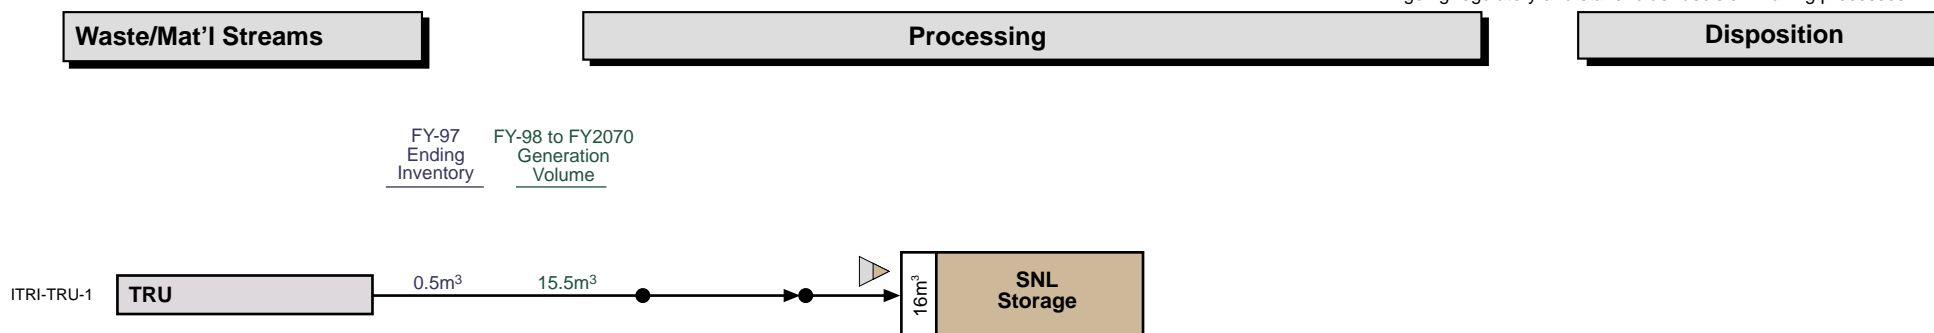 Waste/Mat'l Streams
Processing
Disposition
FY-97
Ending
Inventory
FY-98 to FY2070
Generation
Volume
ITRI-TRU-1
TRU
0.5m³
15.5m³
16m³
SNL
Storage